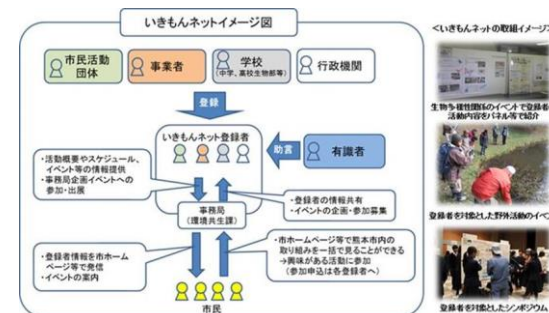 いきもんネットイメージ図
市民活動
団体
事業者
学校
(中学、高校生物部等)
行政機関
登録
いきもんネット登録者
助言
有識者
・活動概要やスケジュール、
イベント等の情報提供
・事務局企画イベントへの
参加・出展
・登録者の情報共有
・イベントの企画・参加募集
事務局
(環境共生課)
・登録者情報を市ホーム
ページ等で発信
・イベントの案内
・市ホームページ等で熊本市内の
取り組みを一括で見ることができる
→興味がある活動に参加
(参加申込は各登録者へ)
市民
<いきもんネットの取組イメージ
生物多様性関係のイベントで登録者
活動内容をパネル等で紹介
登録者を対象とした野外活動のイベ
登録者を対象としたシンポジウム